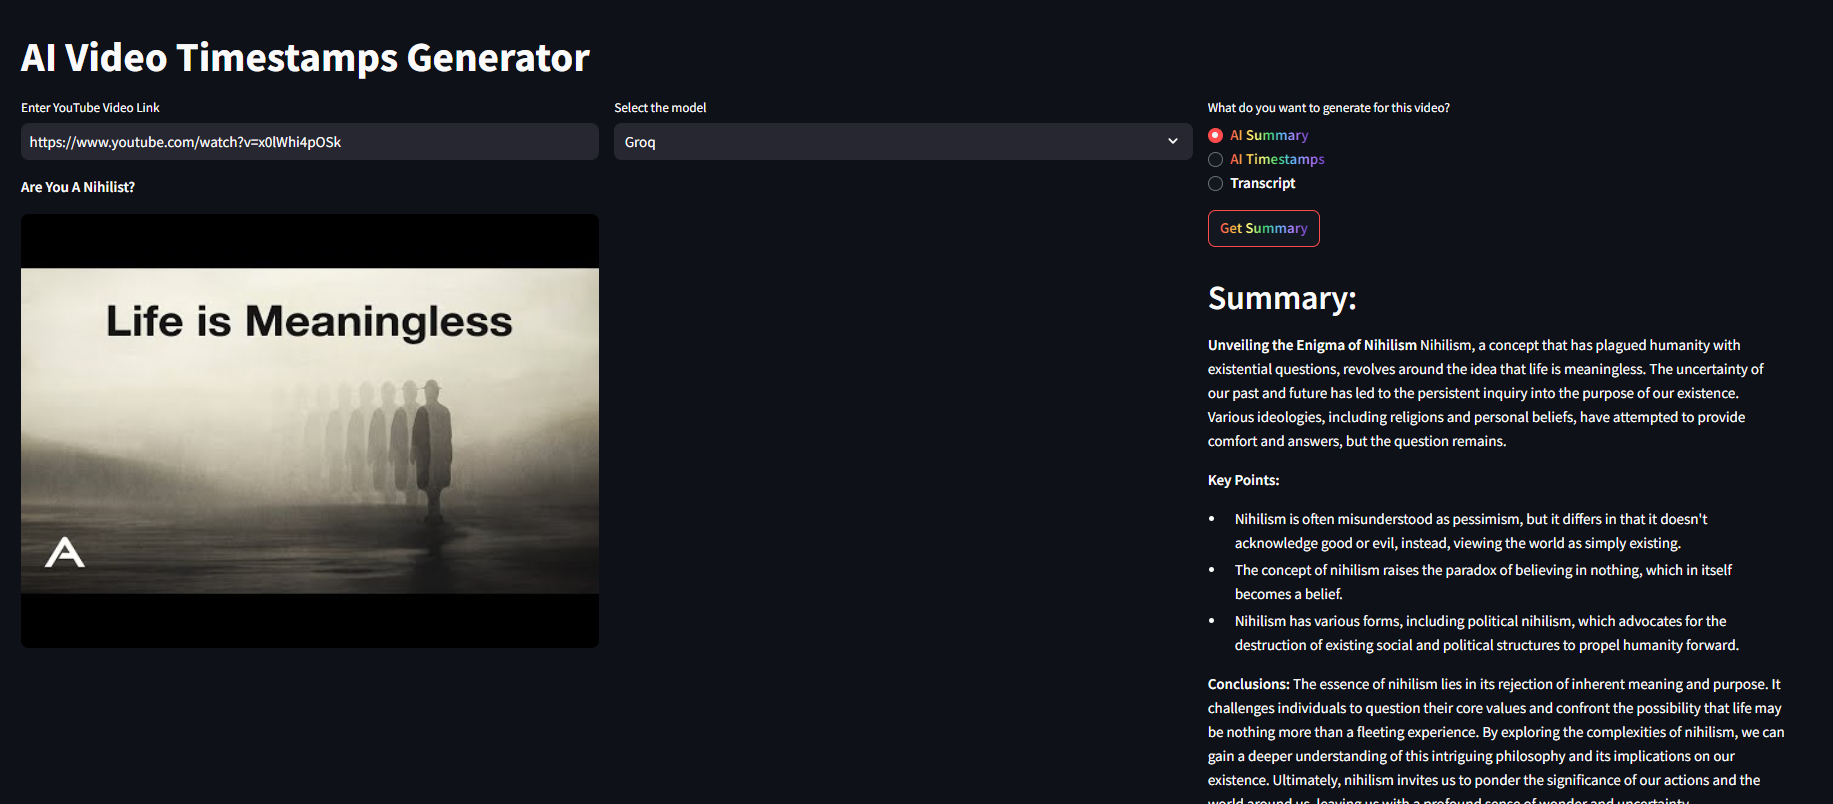 AI Video Timestamps Generator
Enter YouTube Video Link
https://www.youtube.com/watch?v=x0lWhi4pOSk
Select the model
Groq
What do you want to generate for this video?
AI Summary
AI Timestamps
Transcript
Get Summary
Are You A Nihilist?
Life is Meaningless
Summary:
Unveiling the Enigma of Nihilism Nihilism, a concept that has plagued humanity with
existential questions, revolves around the idea that life is meaningless. The uncertainty of
our past and future has led to the persistent inquiry into the purpose of our existence.
Various ideologies, including religions and personal beliefs, have attempted to provide
comfort and answers, but the question remains.
Key Points:
• Nihilism is often misunderstood as pessimism, but it differs in that it doesn't
acknowledge good or evil, instead, viewing the world as simply existing.
• The concept of nihilism raises the paradox of believing in nothing, which in itself
becomes a belief.
• Nihilism has various forms, including political nihilism, which advocates for the
destruction of existing social and political structures to propel humanity forward.
Conclusions: The essence of nihilism lies in its rejection of inherent meaning and purpose. It
challenges individuals to question their core values and confront the possibility that life may
be nothing more than a fleeting experience. By exploring the complexities of nihilism, we can
gain a deeper understanding of this intriguing philosophy and its implications on our
existence. Ultimately, nihilism invites us to ponder the significance of our actions and the
world around us, leaving us with a profound sense of wonder and uncertainty.